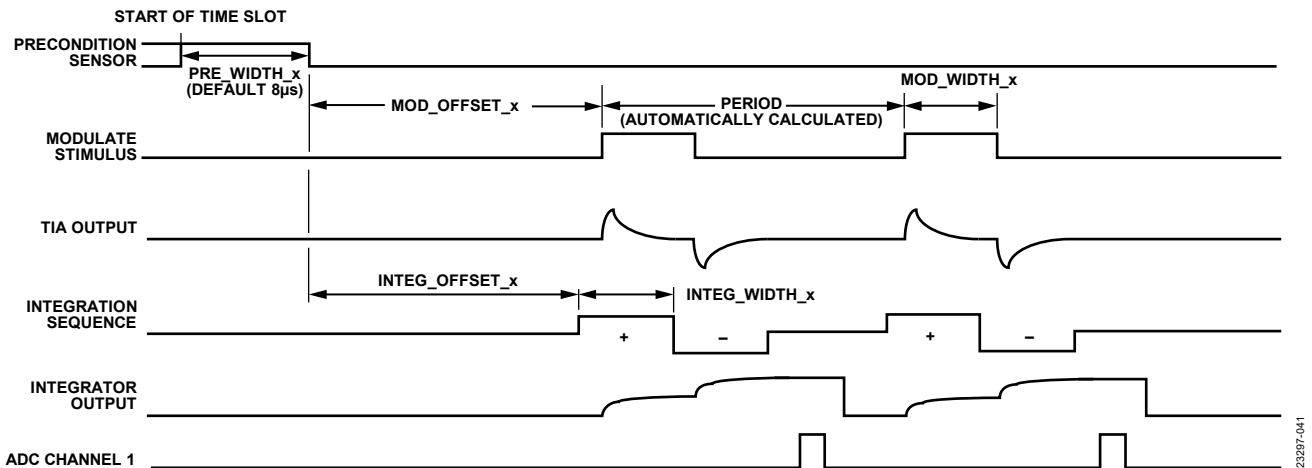 START OF TIME SLOT
PRECONDITION
SENSOR
PRE_WIDTH_x
(DEFAULT 8µs)
MOD_OFFSET_x
PERIOD
(AUTOMATICALLY CALCULATED)
MOD_WIDTH_x
MODULATE
STIMULUS
TIA OUTPUT
INTEG_OFFSET_x
INTEG_WIDTH_x
INTEGRATION
SEQUENCE
+ – + –
INTEGRATOR
OUTPUT
ADC CHANNEL 1
23297-041